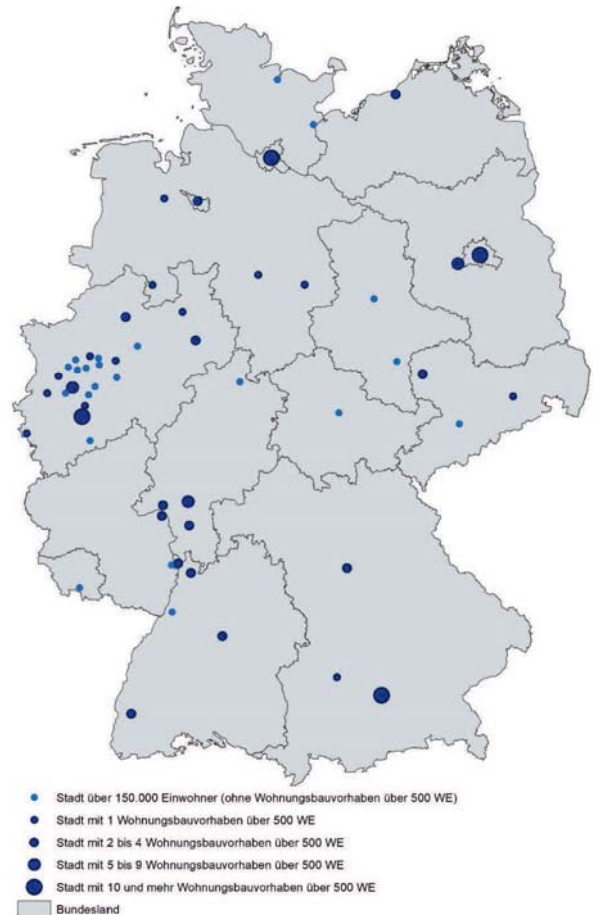 Stadt über 150.000 Einwohner (ohne Wohnungsbauvorhaben über 500 WE)
Stadt mit 1 Wohnungsbauvorhaben über 500 WE
Stadt mit 2 bis 4 Wohnungsbauvorhaben über 500 WE
Stadt mit 5 bis 9 Wohnungsbauvorhaben über 500 WE
Stadt mit 10 und mehr Wohnungsbauvorhaben über 500 WE
Bundesland